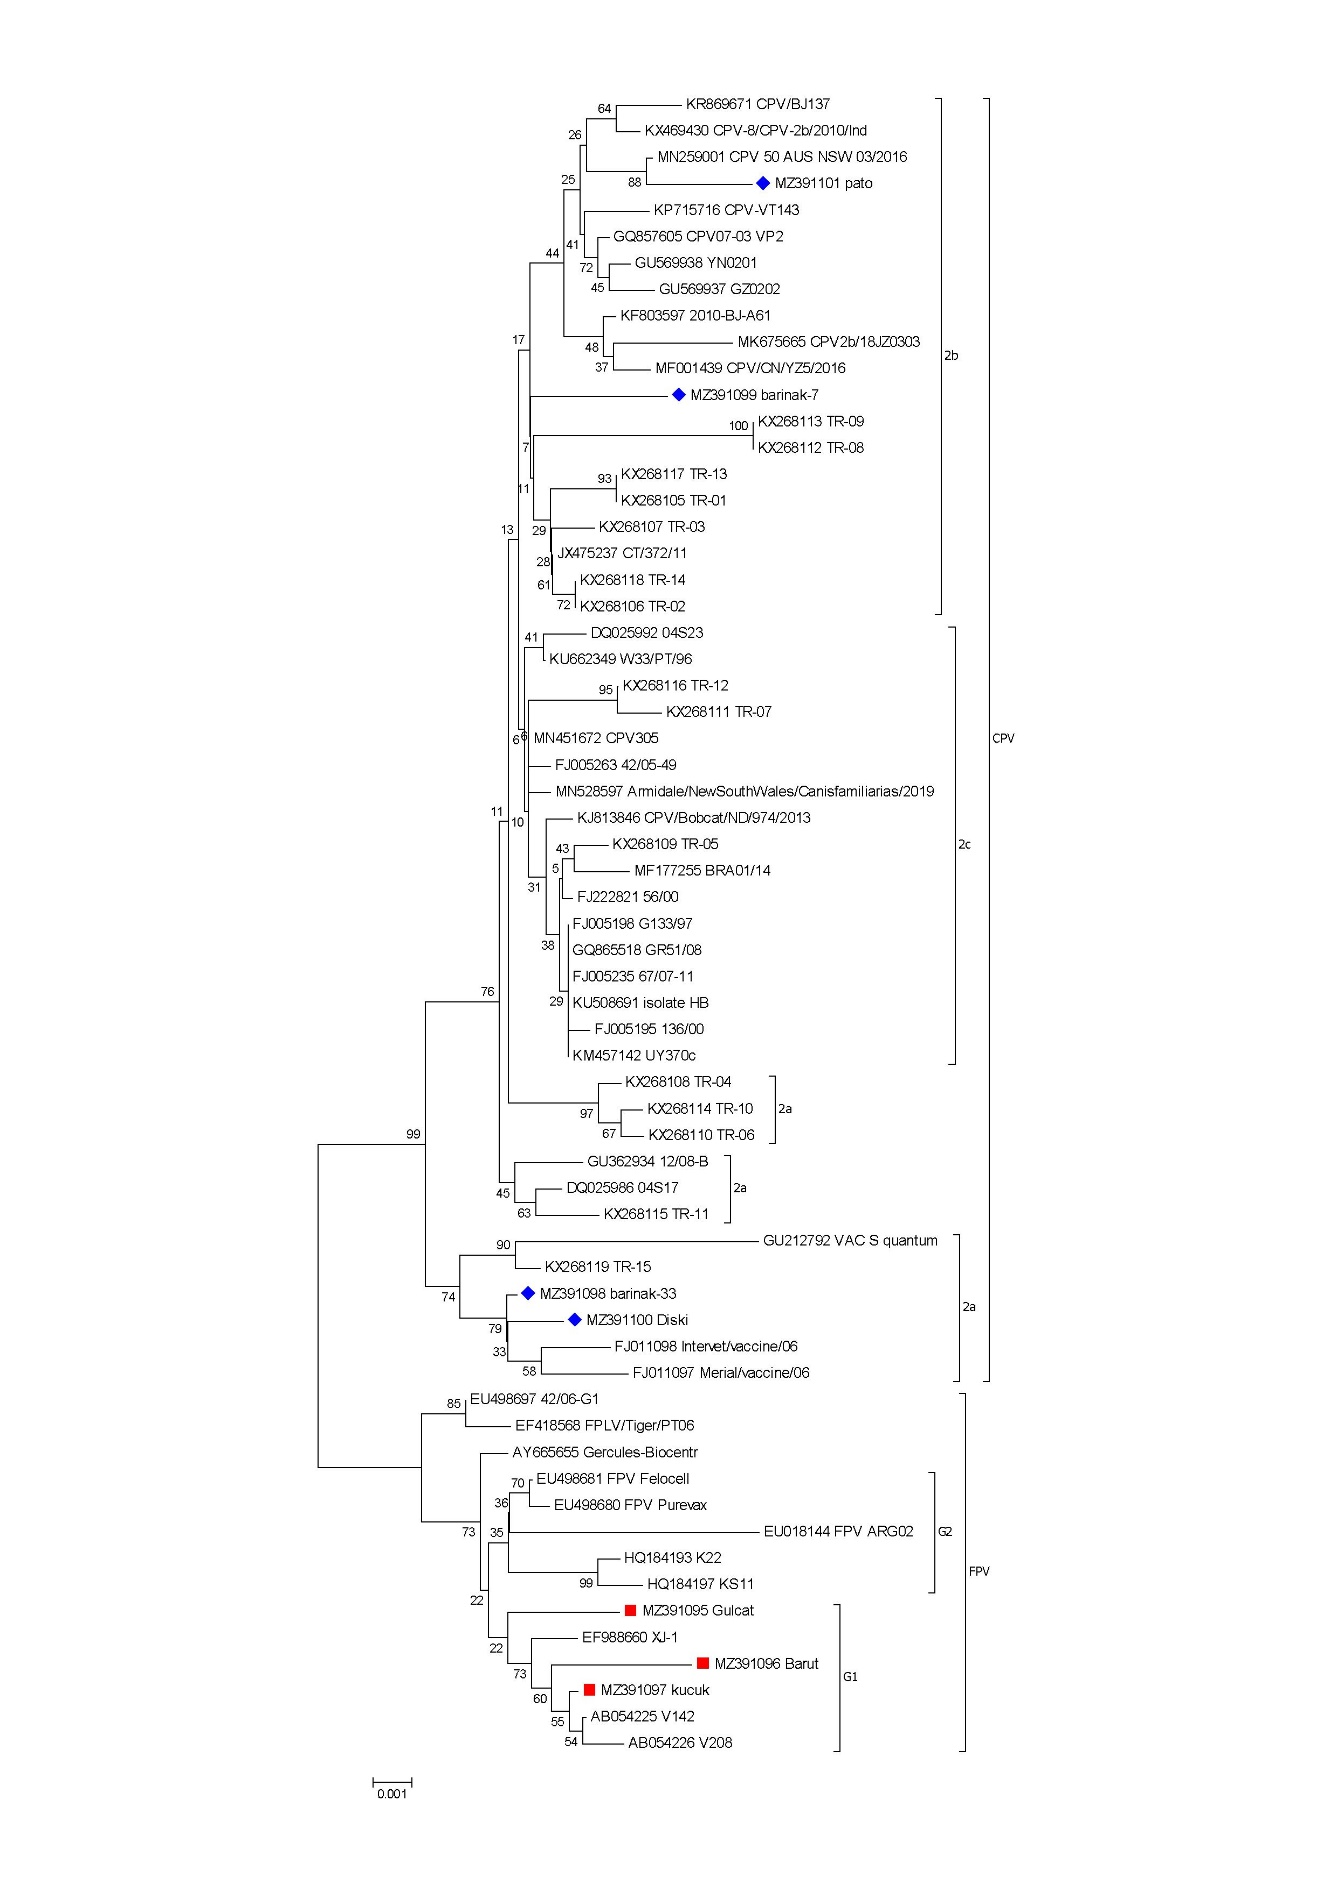 64
KR869671 CPV/BJ137
KX469430 CPV-8/CPV-2b/2010/Ind
26
MN259001 CPV 50 AUS NSW 03/2016
88
MZ391101 pato
25
KP715716 CPV-VT143
GQ857605 CPV07-03 VP2
41
72
GU569938 YN0201
45
GU569937 GZ0202
44
KF803597 2010-BJ-A61
48
MK675665 CPV2b/18JZ0303
37
MF001439 CPV/CN/YZ5/2016
17
2b
MZ391099 barinak-7
100
KX268113 TR-09
KX268112 TR-08
7
93
KX268117 TR-13
11
KX268105 TR-01
13
29
KX268107 TR-03
28
JX475237 CT/372/11
61
KX268118 TR-14
72
KX268106 TR-02
41
DQ025992 04S23
KU662349 W33/PT/96
95
KX268116 TR-12
KX268111 TR-07
6
6
MN451672 CPV305
CPV
FJ005263 42/05-49
MN528597 Armidale/NewSouthWales/Canisfamiliarias/2019
11
10
KJ813846 CPV/Bobcat/ND/974/2013
43
KX268109 TR-05
2c
5
MF177255 BRA01/14
31
FJ222821 56/00
FJ005198 G133/97
38
GQ865518 GR51/08
FJ005235 67/07-11
76
29
KU508691 isolate HB
FJ005195 136/00
KM457142 UY370c
KX268108 TR-04
97
KX268114 TR-10
2a
67
KX268110 TR-06
99
GU362934 12/08-B
45
DQ025986 04S17
2a
63
KX268115 TR-11
90
GU212792 VAC S quantum
KX268119 TR-15
74
MZ391098 barinak-33
2a
79
MZ391100 Diski
33
FJ011098 Intervet/vaccine/06
58
FJ011097 Merial/vaccine/06
85
EU498697 42/06-G1
EF418568 FPLV/Tiger/PT06
AY665655 Gercules-Biocentr
70
EU498681 FPV Felocell
36
EU498680 FPV Purevax
73
35
EU018144 FPV ARG02
G2
HQ184193 K22
99
HQ184197 KS11
FPV
22
MZ391095 Gulcat
22
EF988660 XJ-1
73
MZ391096 Barut
G1
60
MZ391097 kucuk
55
AB054225 V142
54
AB054226 V208
0.001